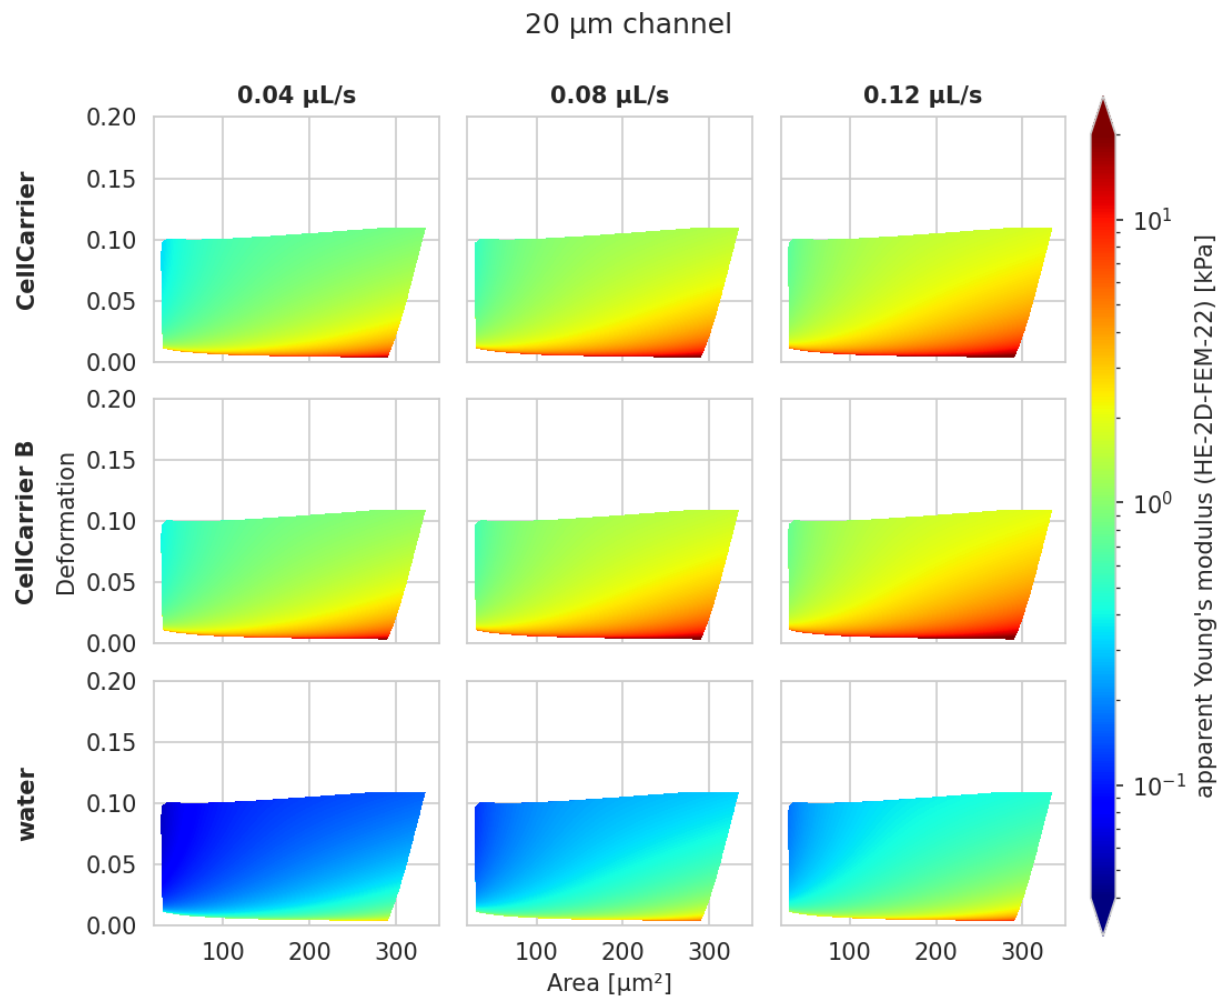 20 µm channel
0.04 µL/s 0.08 µL/s 0.12 µL/s
CellCarrier
0.20
0.15
0.10
0.05
0.00
CellCarrier B
Deformation
0.20
0.15
0.10
0.05
0.00
water
0.20
0.15
0.10
0.05
0.00
100 200 300 100 200 300 100 200 300
Area [µm²]
10¹
10⁰
10⁻¹
apparent Young's modulus (HE-2D-FEM-22) [kPa]